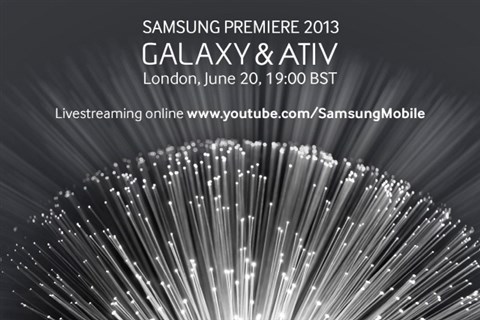 SAMSUNG PREMIERE 2013
GALAXY & ATIV
London, June 20, 19:00 BST
Livestreaming online www.youtube.com/SamsungMobile